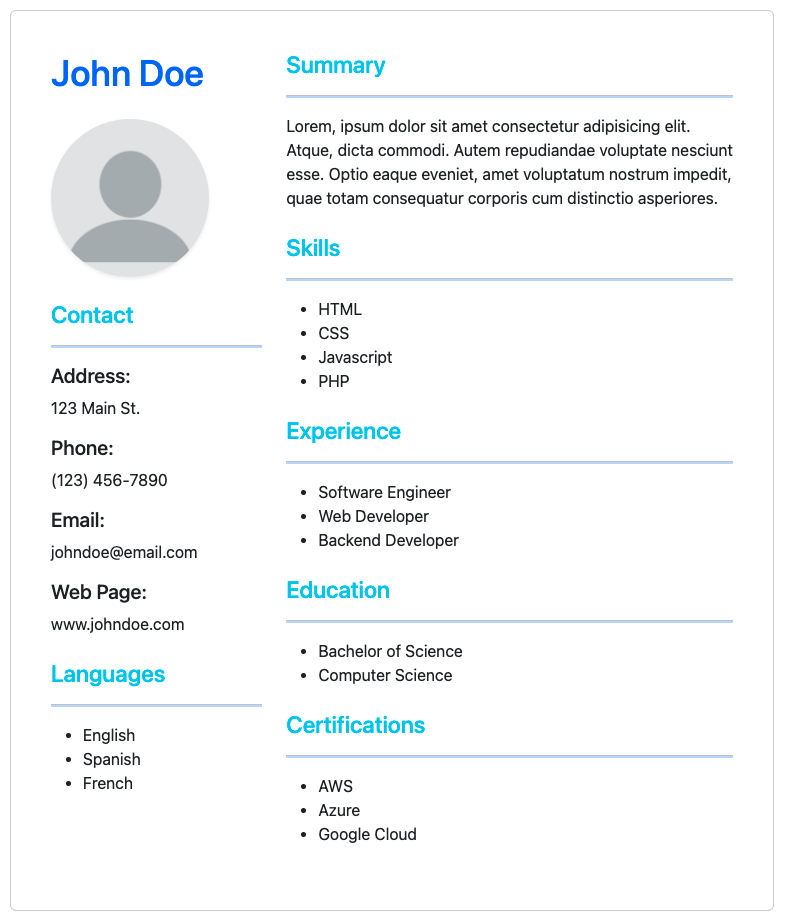 John Doe
Contact
Address:
123 Main St.
Phone:
(123) 456-7890
Email:
johndoe@email.com
Web Page:
www.johndoe.com
Languages
English
Spanish
French
Summary
Lorem, ipsum dolor sit amet consectetur adipisicing elit.
Atque, dicta commodi. Autem repudiandae voluptate nesciunt
esse. Optio eaque eveniet, amet voluptatum nostrum impedit,
quae totam consequatur corporis cum distinctio asperiores.
Skills
HTML
CSS
Javascript
PHP
Experience
Software Engineer
Web Developer
Backend Developer
Education
Bachelor of Science
Computer Science
Certifications
AWS
Azure
Google Cloud